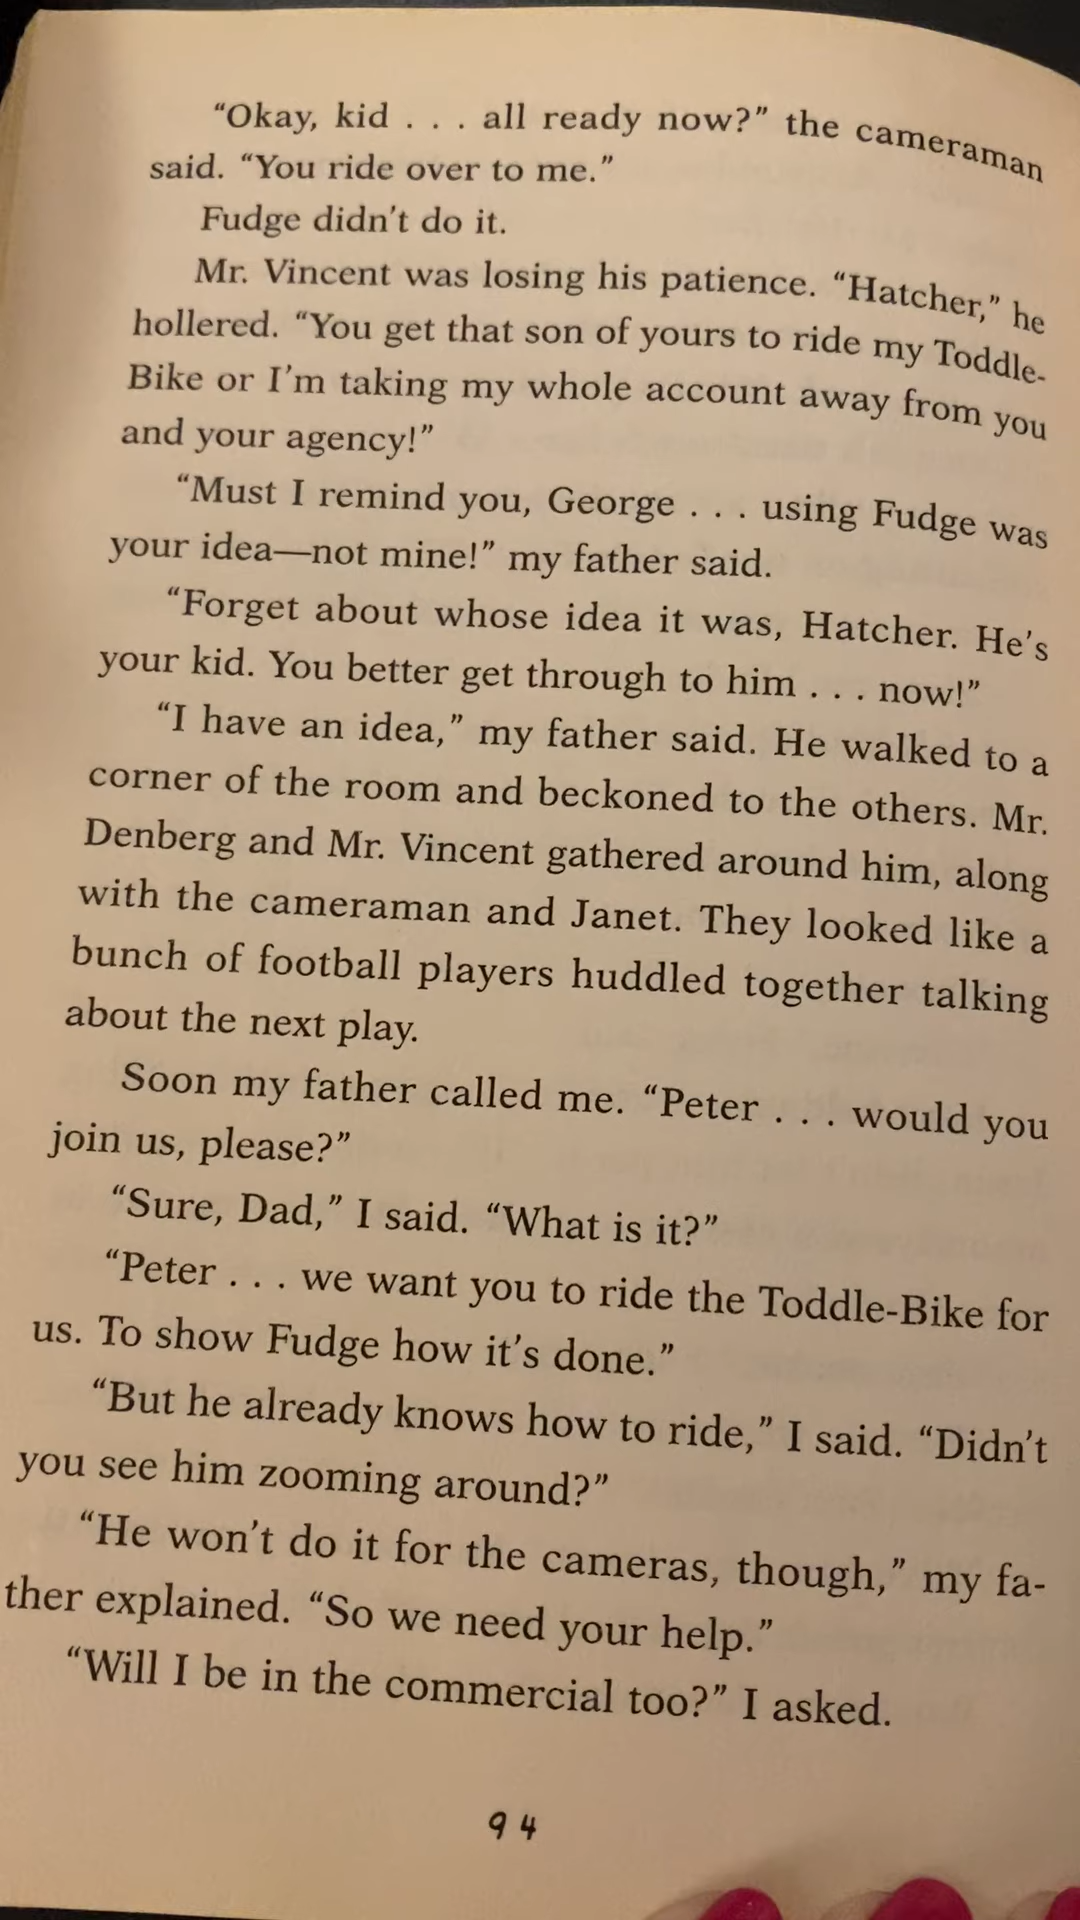 “Okay, kid . . . all ready now?” the cameraman
said. “You ride over to me.”
Fudge didn’t do it.
Mr. Vincent was losing his patience. “Hatcher,” he
hollered. “You get that son of yours to ride my Toddle-
Bike or I’m taking my whole account away from you
and your agency!”
“Must I remind you, George . . . using Fudge was
your idea—not mine!” my father said.
“Forget about whose idea it was, Hatcher. He’s
your kid. You better get through to him . . . now!”
“I have an idea,” my father said. He walked to a
corner of the room and beckoned to the others. Mr.
Denberg and Mr. Vincent gathered around him, along
with the cameraman and Janet. They looked like a
bunch of football players huddled together talking
about the next play.
Soon my father called me. “Peter . . . would you
join us, please?”
“Sure, Dad,” I said. “What is it?”
“Peter . . . we want you to ride the Toddle-Bike for
us. To show Fudge how it’s done.”
“But he already knows how to ride,” I said. “Didn’t
you see him zooming around?”
“He won’t do it for the cameras, though,” my fa-
ther explained. “So we need your help.”
“Will I be in the commercial too?” I asked.
94